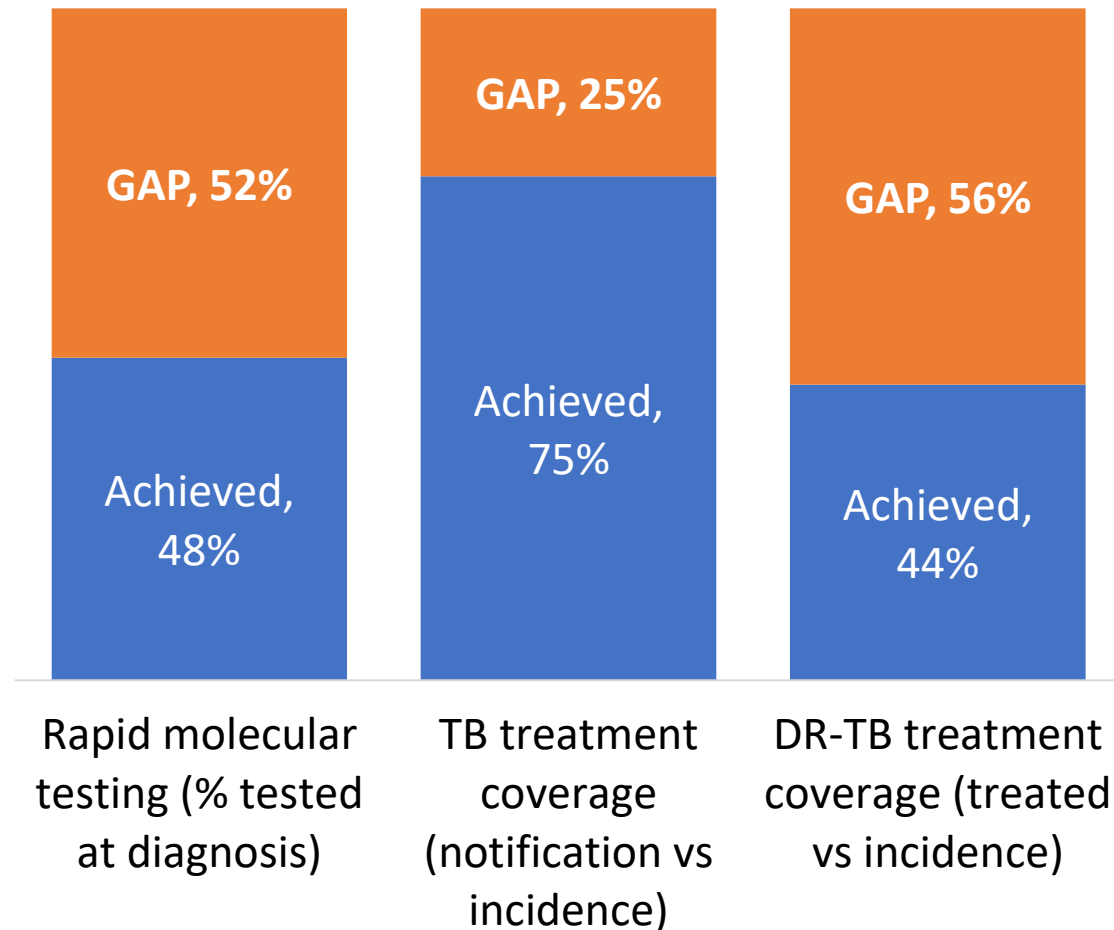 GAP, 52%
Achieved,
48%
GAP, 25%
Achieved,
75%
GAP, 56%
Achieved,
44%
Rapid molecular
testing (% tested
at diagnosis)
TB treatment
coverage
(notification vs
incidence)
DR-TB treatment
coverage (treated
vs incidence)